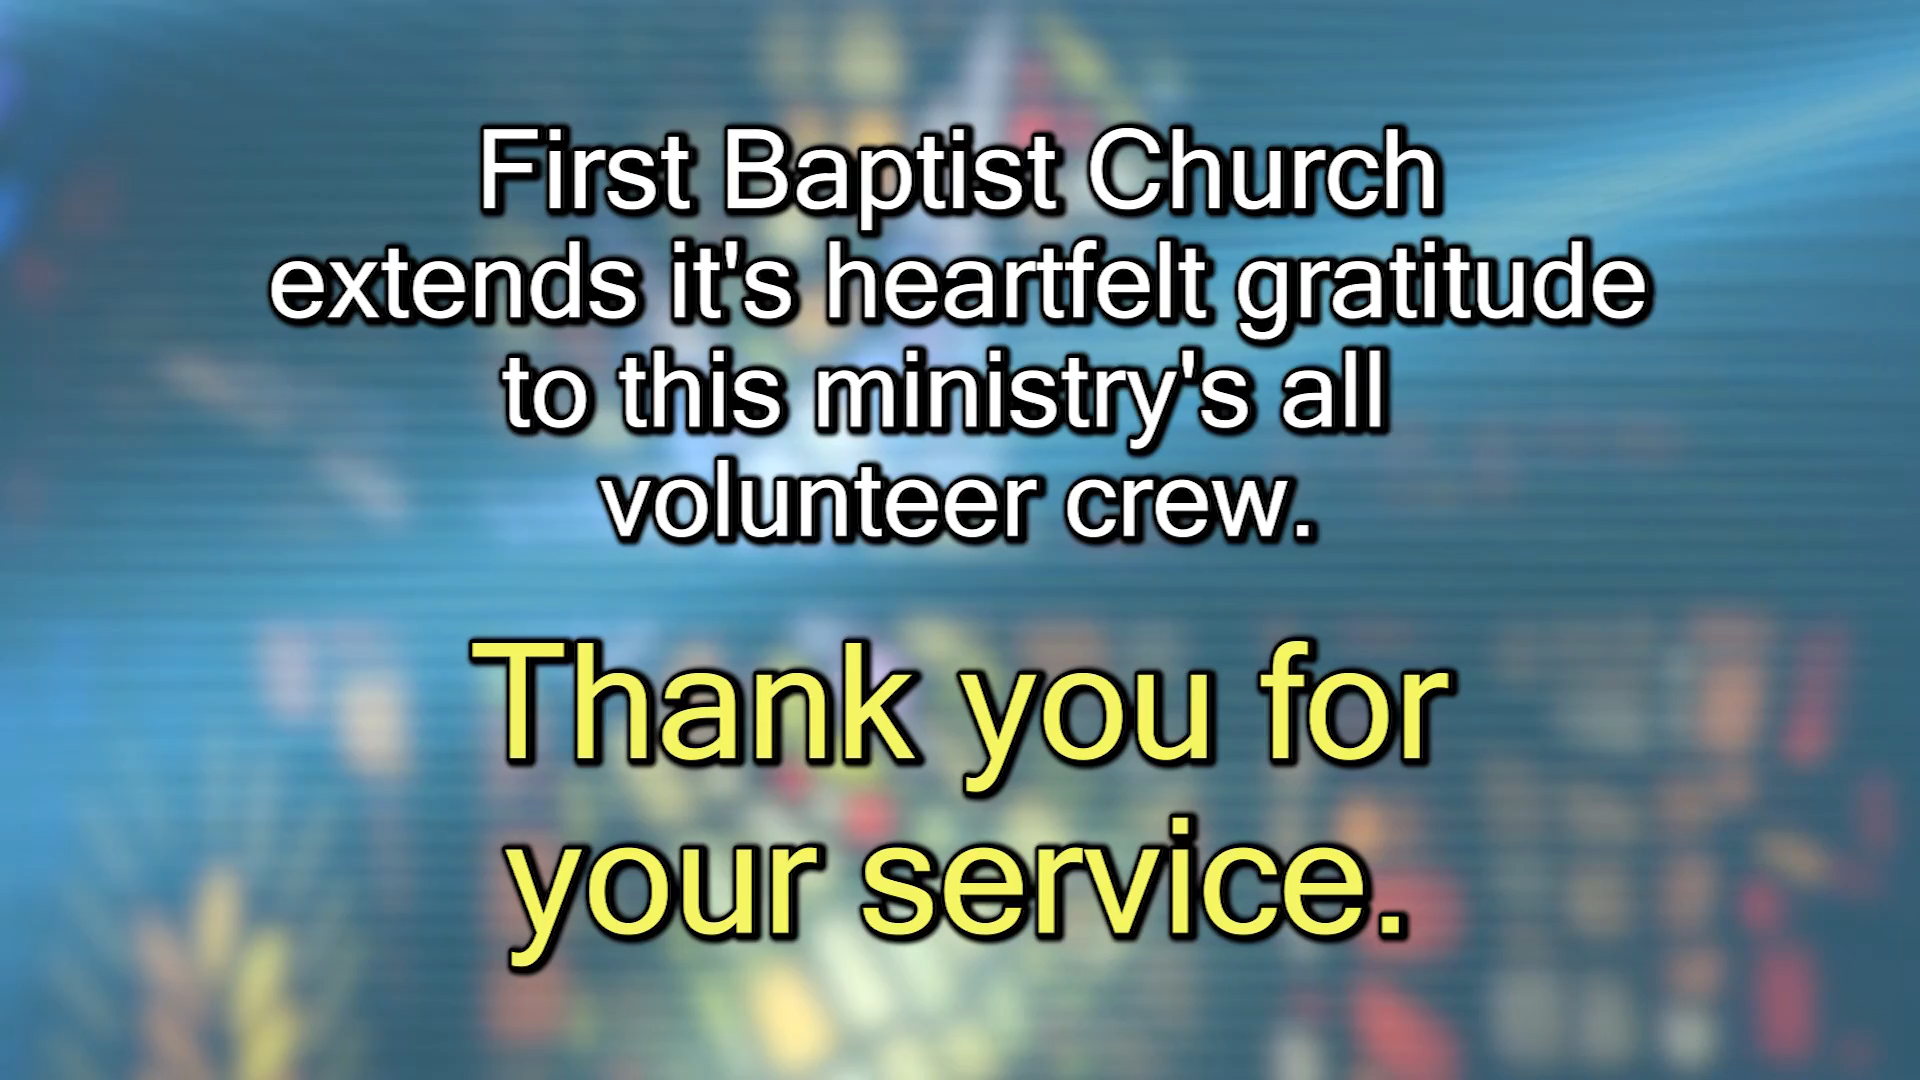 First Baptist Church
extends it's heartfelt gratitude
to this ministry's all
volunteer crew.
Thank you for
your service.